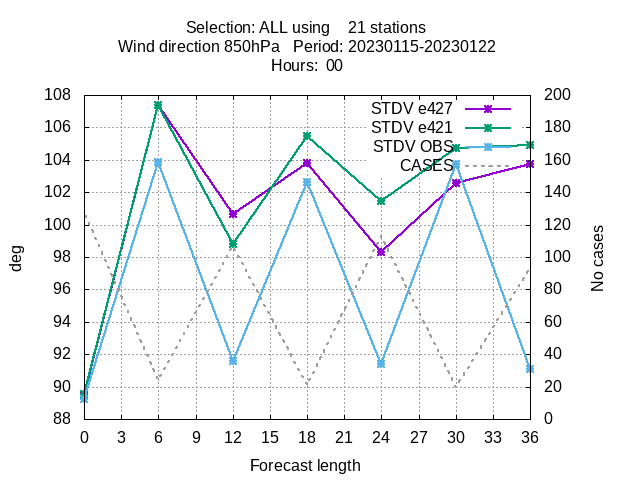 Selection: ALL using    21 stations
Wind direction 850hPa   Period: 20230115-20230122
Hours:  00
108
106
104
102
100
98
96
94
92
90
88
200
180
160
140
120
100
80
60
40
20
0
STDV e427
STDV e421
STDV OBS
CASES
deg
No cases
0 3 6 9 12 15 18 21 24 27 30 33 36
Forecast length